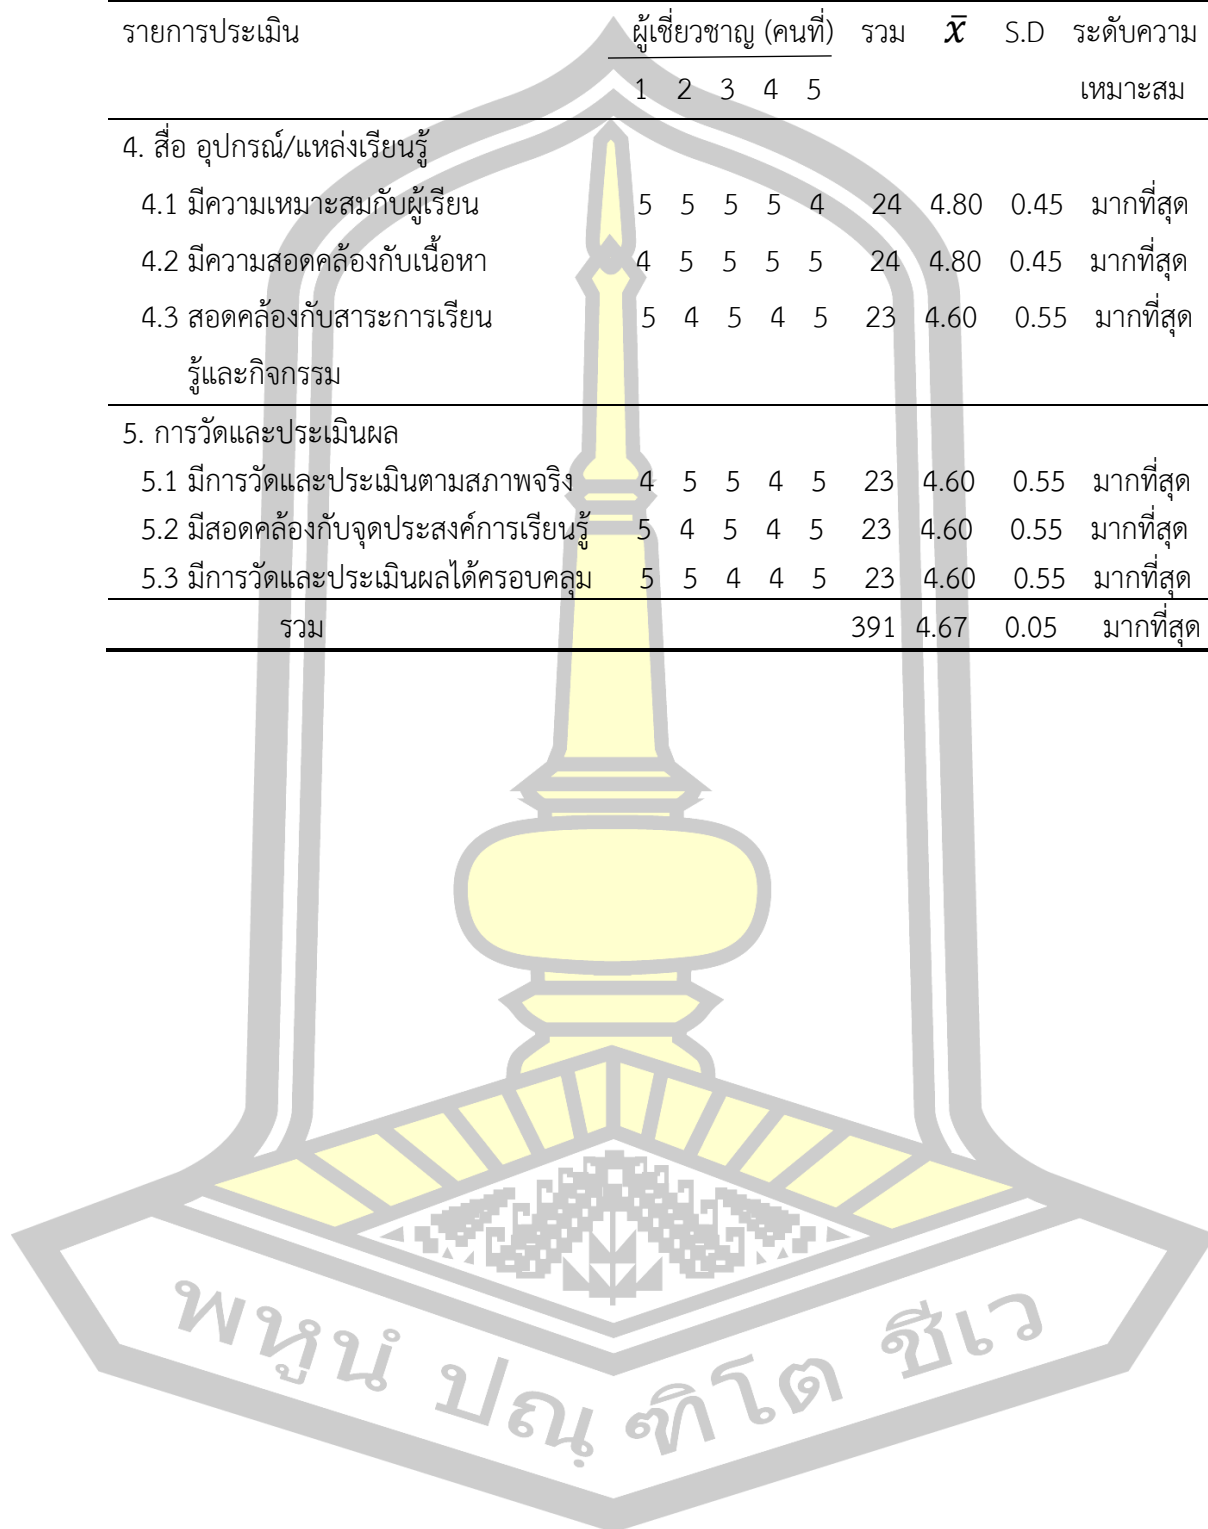 รายการประเมิน ผู้เชี่ยวชาญ (คนที่) รวม x̄ S.D ระดับความ
1 2 3 4 5 เหมาะสม
4. สื่อ อุปกรณ์/แหล่งเรียนรู้
4.1 มีความเหมาะสมกับผู้เรียน 5 5 5 5 4 24 4.80 0.45 มากที่สุด
4.2 มีความสอดคล้องกับเนื้อหา 4 5 5 5 5 24 4.80 0.45 มากที่สุด
4.3 สอดคล้องกับสาระการเรียน 5 4 5 4 5 23 4.60 0.55 มากที่สุด
รู้และกิจกรรม
5. การวัดและประเมินผล
5.1 มีการวัดและประเมินตามสภาพจริง 4 5 5 4 5 23 4.60 0.55 มากที่สุด
5.2 มีสอดคล้องกับจุดประสงค์การเรียนรู้ 5 4 5 4 5 23 4.60 0.55 มากที่สุด
5.3 มีการวัดและประเมินผลได้ครอบคลุม 5 5 4 4 5 23 4.60 0.55 มากที่สุด
รวม 391 4.67 0.05 มากที่สุด
พหูนํ ปณฺฑิโต ชีเว